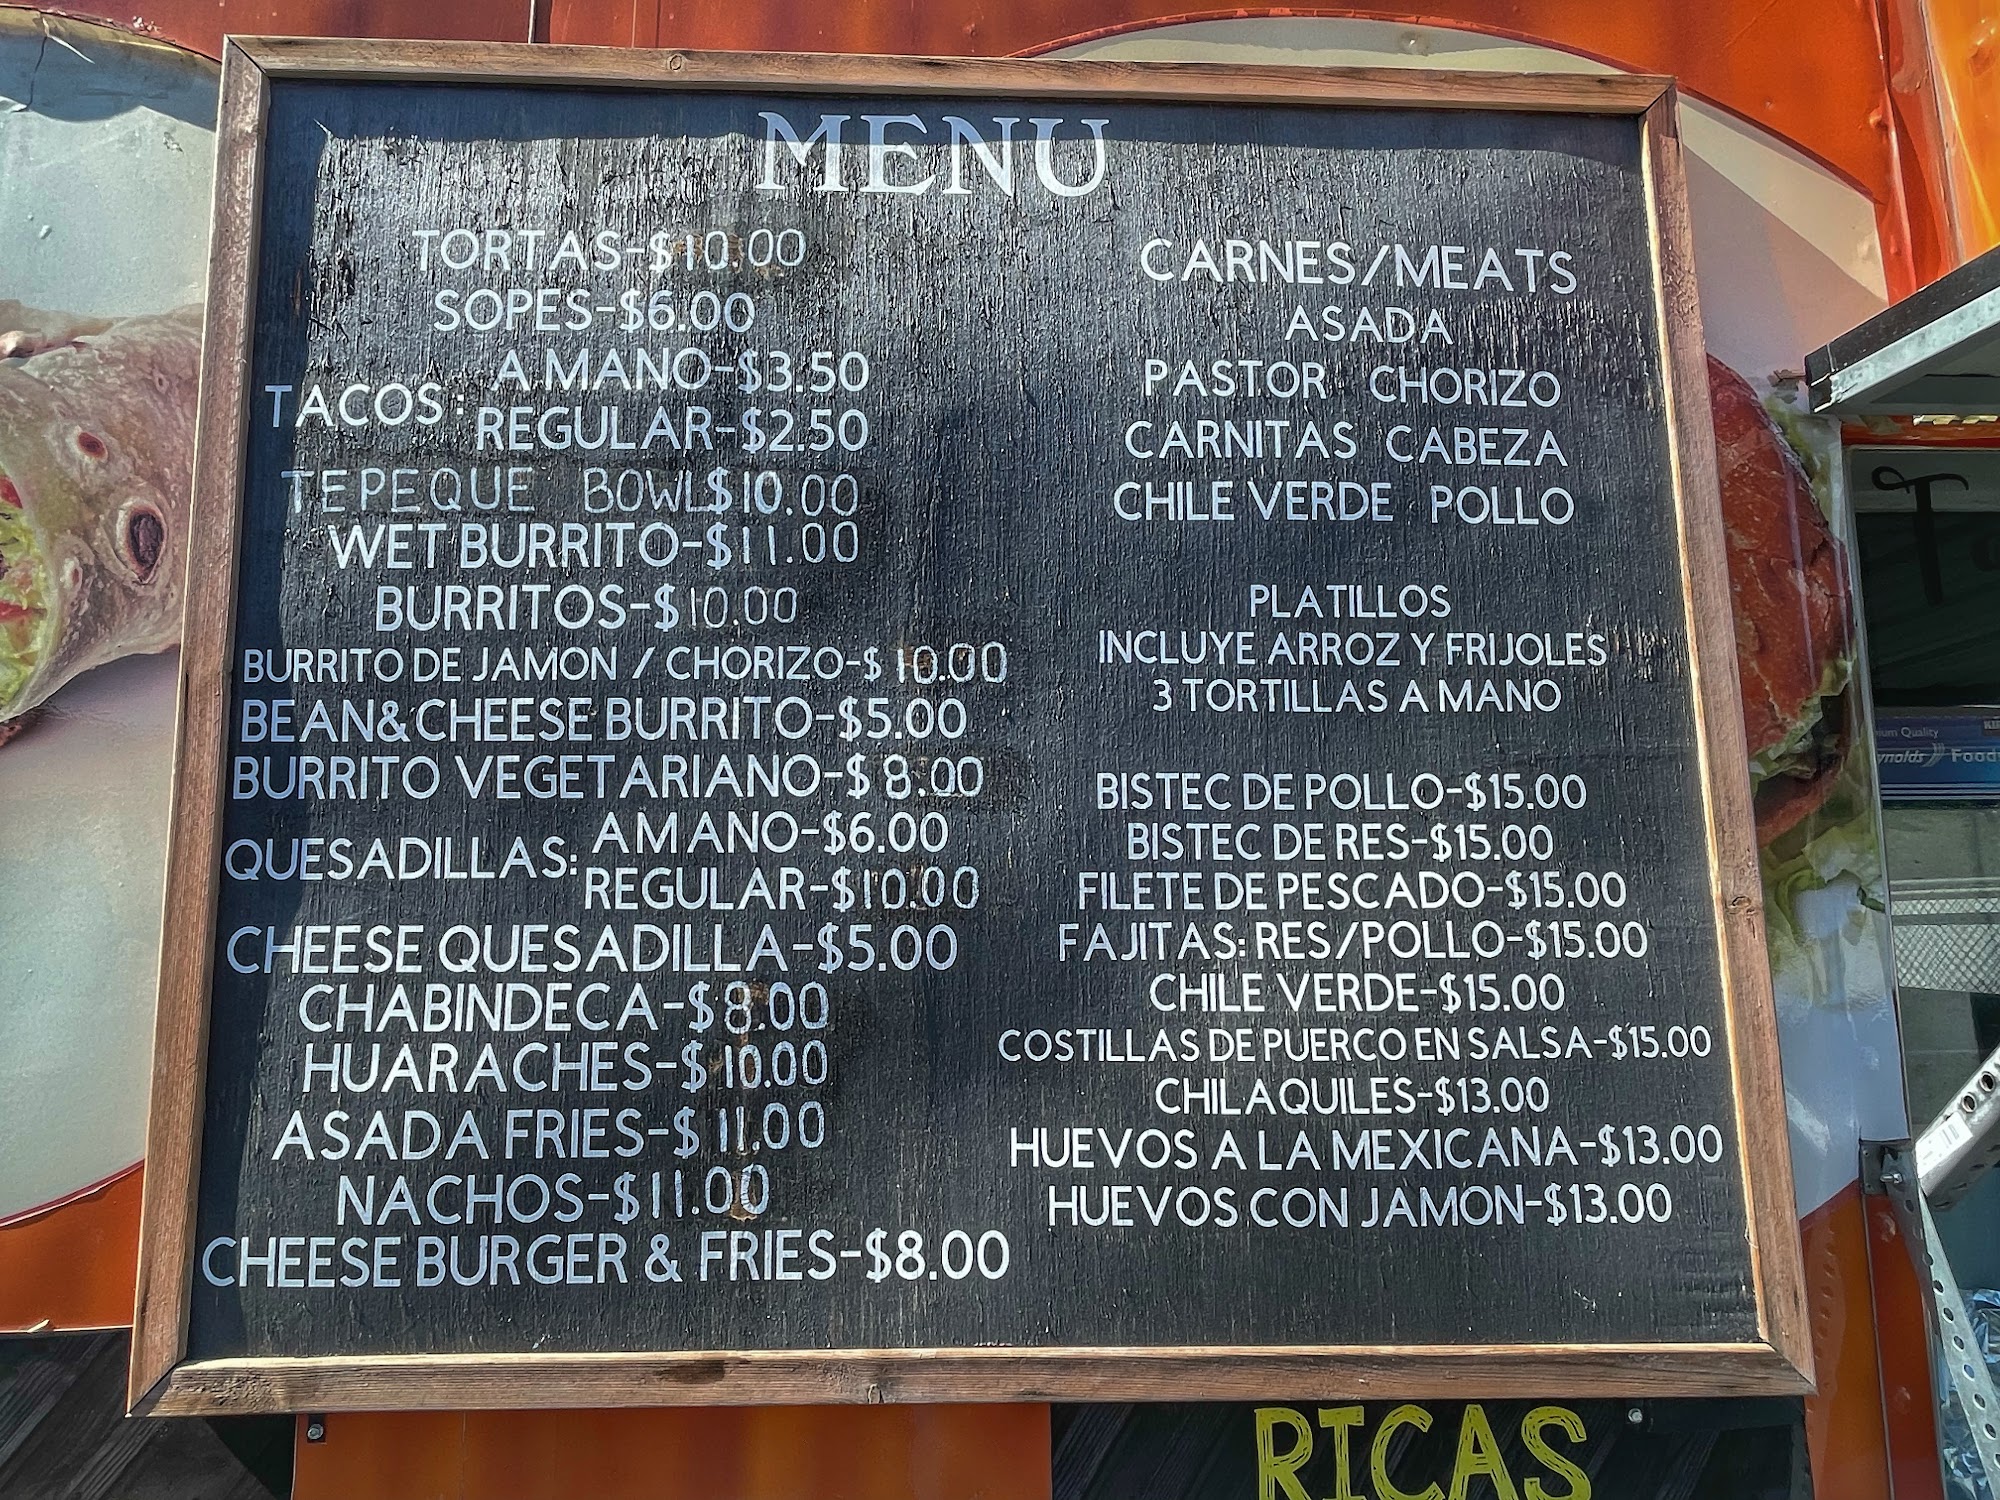 MENU
TORTAS-$10.00
SOPES-$6.00
TACOS: A MANO-$3.50
REGULAR-$2.50
TEPEQUE BOWL$10.00
WET BURRITO-$11.00
BURRITOS-$10.00
BURRITO DE JAMON / CHORIZO-$10.00
BEAN&CHEESE BURRITO-$5.00
BURRITO VEGETARIANO-$8.00
QUESADILLAS: A MANO-$6.00
REGULAR-$10.00
CHEESE QUESADILLA-$5.00
CHABINDECA-$8.00
HUARACHES-$10.00
ASADA FRIES-$11.00
NACHOS-$11.00
CHEESE BURGER & FRIES-$8.00
CARNES/MEATS
ASADA
PASTOR CHORIZO
CARNITAS CABEZA
CHILE VERDE POLLO
PLATILLOS
INCLUYE ARROZ Y FRIJOLES
3 TORTILLAS A MANO
BISTEC DE POLLO-$15.00
BISTEC DE RES-$15.00
FILETE DE PESCADO-$15.00
FAJITAS: RES/POLLO-$15.00
CHILE VERDE-$15.00
COSTILLAS DE PUERCO EN SALSA-$15.00
CHILAQUILES-$13.00
HUEVOS A LA MEXICANA-$13.00
HUEVOS CON JAMON-$13.00
RICAS
Quality
Food